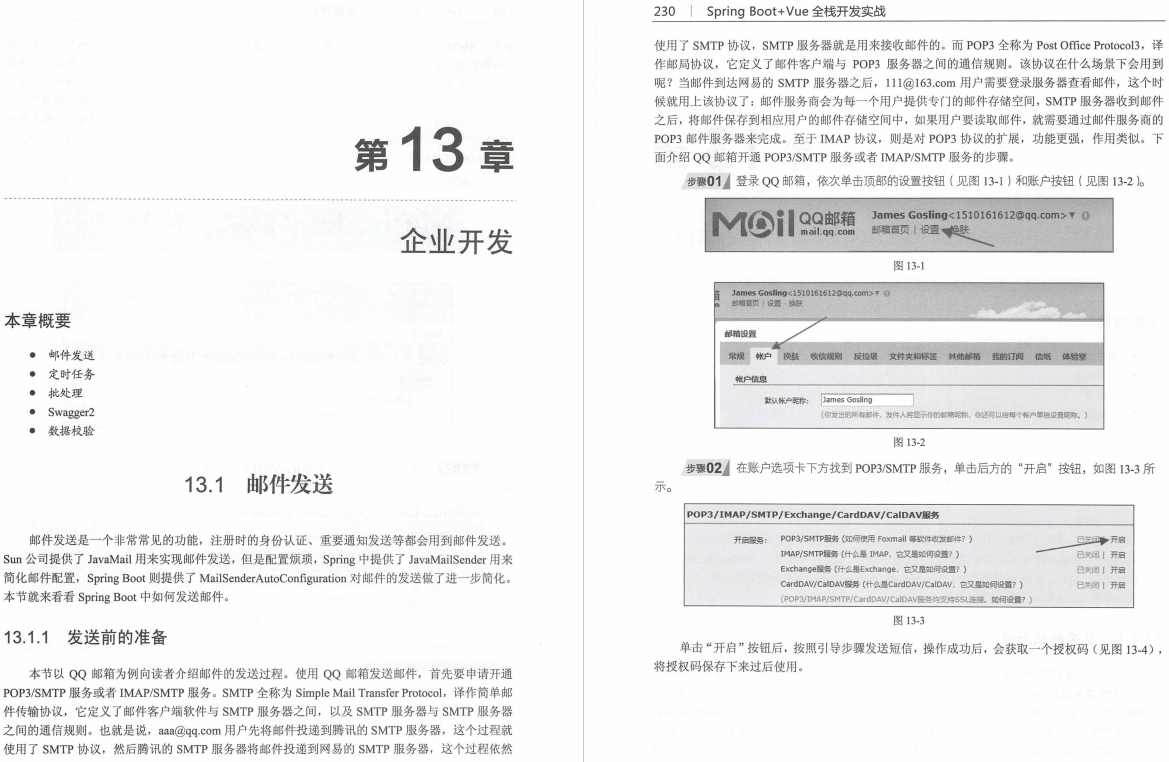 第 13 章
企业开发
本章概要
● 邮件发送
● 定时任务
● 批处理
● Swagger2
● 数据校验
13.1 邮件发送
邮件发送是一个非常常见的功能，注册时的身份认证、重要通知发送等都会用到邮件发送。
Sun 公司提供了 JavaMail 用来实现邮件发送，但是配置烦琐，Spring 中提供了 JavaMailSender 用来
简化邮件配置，Spring Boot 则提供了 MailSenderAutoConfiguration 对邮件的发送做了进一步简化。
本节就来看看 Spring Boot 中如何发送邮件。
13.1.1 发送前的准备
本节以 QQ 邮箱为例向读者介绍邮件的发送过程。使用 QQ 邮箱发送邮件，首先要申请开通
POP3/SMTP 服务或者 IMAP/SMTP 服务。SMTP 全称为 Simple Mail Transfer Protocol，译作简单邮
件传输协议，它定义了邮件客户端软件与 SMTP 服务器之间，以及 SMTP 服务器与 SMTP 服务器
之间的通信规则。也就是说，aaa@qq.com 用户先将邮件投递到腾讯的 SMTP 服务器，这个过程就
使用了 SMTP 协议，然后腾讯的 SMTP 服务器将邮件投递到网易的 SMTP 服务器，这个过程依然
230 | Spring Boot+Vue 全栈开发实战
使用了 SMTP 协议，SMTP 服务器就是用来接收邮件的。而 POP3 全称为 Post Office Protocol3，译
作邮局协议，它定义了邮件客户端与 POP3 服务器之间的通信规则。该协议在什么场景下会用到
呢？当邮件到达网易的 SMTP 服务器之后，111@163.com 用户需要登录服务器查看邮件，这个时
候就用上该协议了：邮件服务商会为每一个用户提供专门的邮件存储空间，SMTP 服务器收到邮件
之后，将邮件保存到相应用户的邮件存储空间中，如果用户要读取邮件，就需要通过邮件服务商的
POP3 邮件服务器来完成。至于 IMAP 协议，则是对 POP3 协议的扩展，功能更强，作用类似。下
面介绍 QQ 邮箱开通 POP3/SMTP 服务或者 IMAP/SMTP 服务的步骤。
步骤01 登录 QQ 邮箱，依次单击顶部的设置按钮（见图 13-1）和账户按钮（见图 13-2）。
MQil QQ邮箱 mail.qq.com James Gosling<1510161612@qq.com>▼
邮箱首页 | 设置 - 换肤
图 13-1
James Gosling<1510161612@qq.com>▼
邮箱首页 | 设置 - 换肤
邮箱设置
常规 帐户 换肤 收信规则 反垃圾 文件夹和标签 其他邮箱 我的订阅 信纸 体验室
帐户信息
默认帐户昵称： James Gosling
（你发出的所有邮件，发件人将显示你的邮箱昵称，你还可以给每个帐户单独设置昵称。）
图 13-2
步骤02 在账户选项卡下方找到 POP3/SMTP 服务，单击后方的“开启”按钮，如图 13-3 所
示。
POP3/IMAP/SMTP/Exchange/CardDAV/CalDAV服务
开启服务： POP3/SMTP服务 (如何使用 Foxmail 等软件收发邮件？) 已关闭 | 开启
IMAP/SMTP服务 (什么是 IMAP，它又是如何设置？) 已关闭 | 开启
Exchange服务 (什么是Exchange，它又是如何设置？) 已关闭 | 开启
CardDAV/CalDAV服务 (什么是CardDAV/CalDAV，它又是如何设置？) 已关闭 | 开启
(POP3/IMAP/SMTP/CardDAV/CalDAV服务均支持SSL连接。如何设置？)
图 13-3
单击“开启”按钮后，按照引导步骤发送短信，操作成功后，会获取一个授权码（见图 13-4），
将授权码保存下来过后使用。